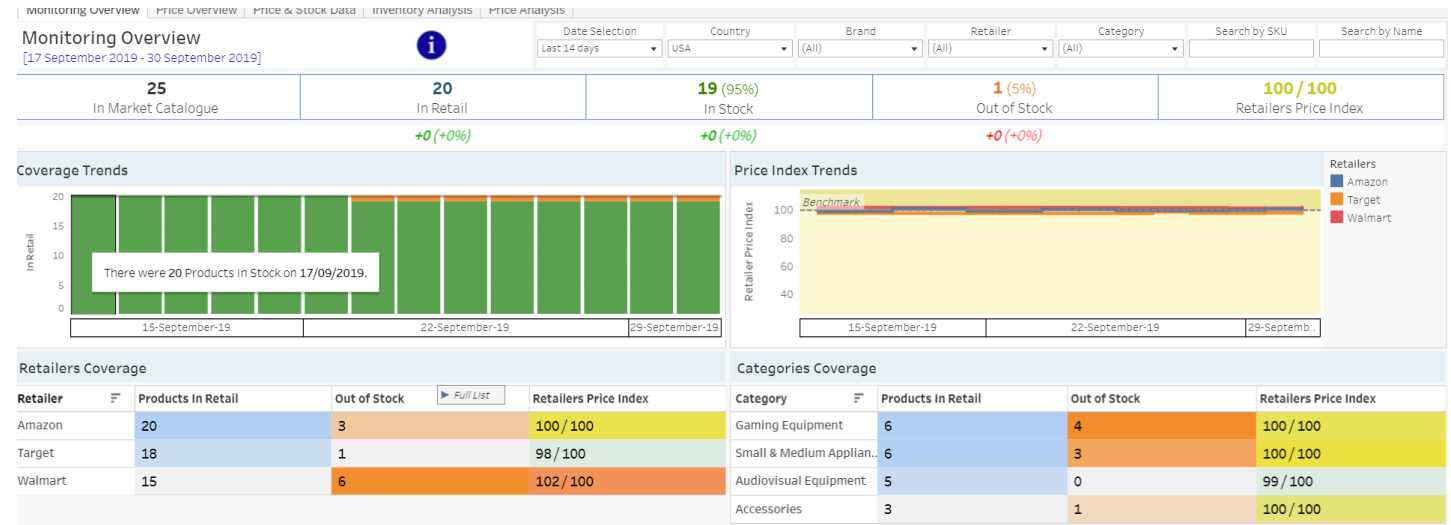 Monitoring Overview Price Overview Price & Stock Data Inventory Analysis Price Analysis
Monitoring Overview
[17 September 2019 - 30 September 2019]
i
Date Selection Country Brand Retailer Category Search by SKU Search by Name
Last 14 days USA (All) (All) (All)
25 20 19 (95%) 1 (5%) 100 / 100
In Market Catalogue In Retail In Stock Out of Stock Retailers Price Index
+0 (+0%) +0 (+0%) +0 (+0%)
Coverage Trends
In Retail
20
15
10
5
0
There were 20 Products In Stock on 17/09/2019.
15-September-19 22-September-19 29-September-19
Price Index Trends
Retailer Price Index
100
80
60
40
Benchmark
15-September-19 22-September-19 29-Septemb..
Retailers
Amazon
Target
Walmart
Retailers Coverage
Retailer Products In Retail Out of Stock Full List Retailers Price Index
Amazon 20 3 100 / 100
Target 18 1 98 / 100
Walmart 15 6 102 / 100
Categories Coverage
Category Products In Retail Out of Stock Retailers Price Index
Gaming Equipment 6 4 100 / 100
Small & Medium Applian.. 6 3 100 / 100
Audiovisual Equipment 5 0 99 / 100
Accessories 3 1 100 / 100